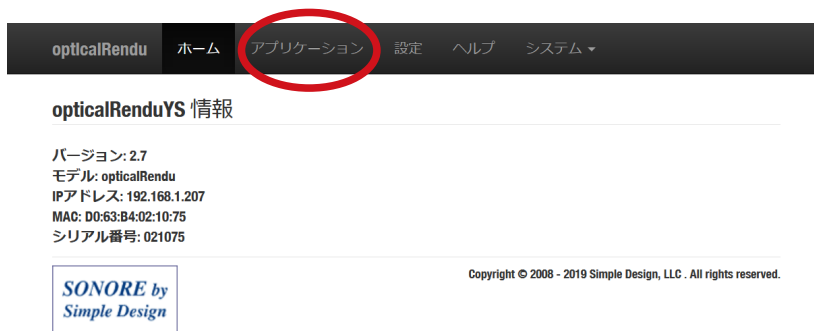 opticalRendu ホーム アプリケーション 設定 ヘルプ システム
opticalRenduYS 情報
バージョン: 2.7
モデル: opticalRendu
IPアドレス: 192.168.1.207
MAC: D0:63:B4:02:10:75
シリアル番号: 021075
Copyright © 2008 - 2019 Simple Design, LLC . All rights reserved.
SONORE by
Simple Design